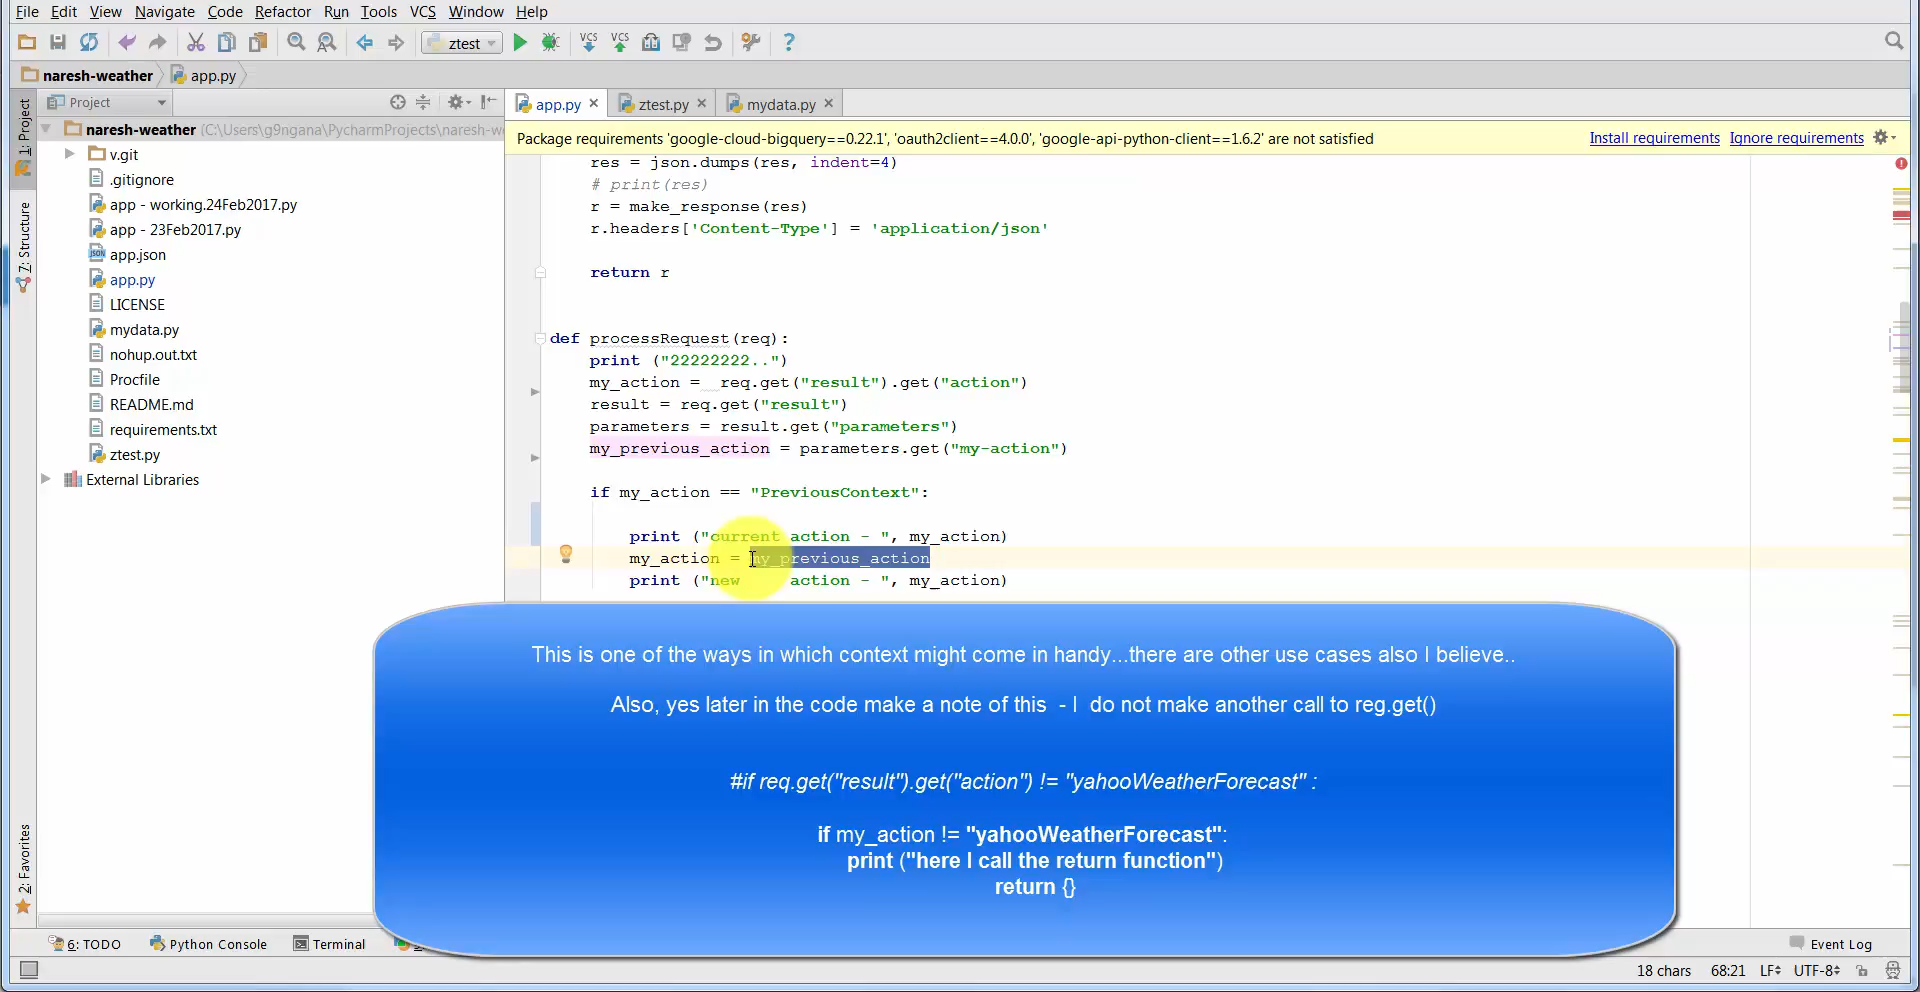 File Edit View Navigate Code Refactor Run Tools VCS Window Help
ztest VCS VCS ?
naresh-weather app.py
Project app.py ztest.py mydata.py
naresh-weather (C:\Users\g9ngana\PycharmProjects\naresh-w
Package requirements 'google-cloud-bigquery==0.22.1', 'oauth2client==4.0.0', 'google-api-python-client==1.6.2' are not satisfied Install requirements Ignore requirements
1: Project
7: Structure
2: Favorites
v.git
.gitignore
app - working.24Feb2017.py
app - 23Feb2017.py
JSON app.json
app.py
LICENSE
mydata.py
nohup.out.txt
Procfile
README.md
requirements.txt
ztest.py
External Libraries
res = json.dumps(res, indent=4)
# print(res)
r = make_response(res)
r.headers['Content-Type'] = 'application/json'
return r
def processRequest(req):
print ("22222222..")
my_action =  req.get("result").get("action")
result = req.get("result")
parameters = result.get("parameters")
my_previous_action = parameters.get("my-action")
if my_action == "PreviousContext":
print ("current action - ", my_action)
my_action = my_previous_action
print ("new     action - ", my_action)
This is one of the ways in which context might come in handy...there are other use cases also I believe..
Also, yes later in the code make a note of this  - I  do not make another call to reg.get()
#if req.get("result").get("action") != "yahooWeatherForecast" :
if my_action != "yahooWeatherForecast":
print ("here I call the return function")
return {}
6: TODO Python Console Terminal Event Log
18 chars 68:21 LF UTF-8